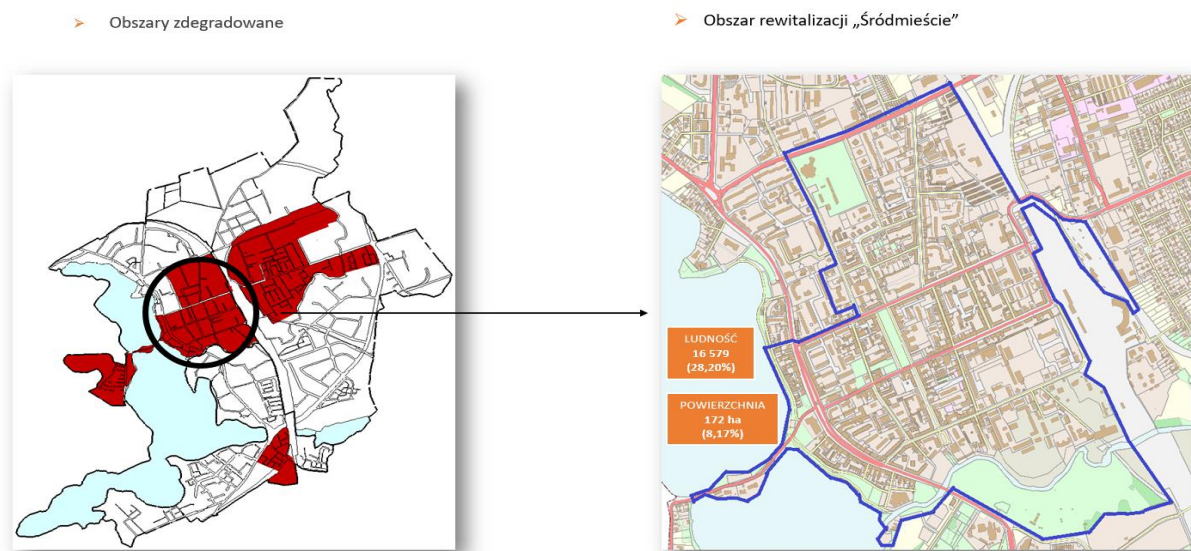 ➢ Obszary zdegradowane
➢ Obszar rewitalizacji „Śródmieście”
LUDNOŚĆ
16 579
(28,20%)
POWIERZCHNIA
172 ha
(8,17%)